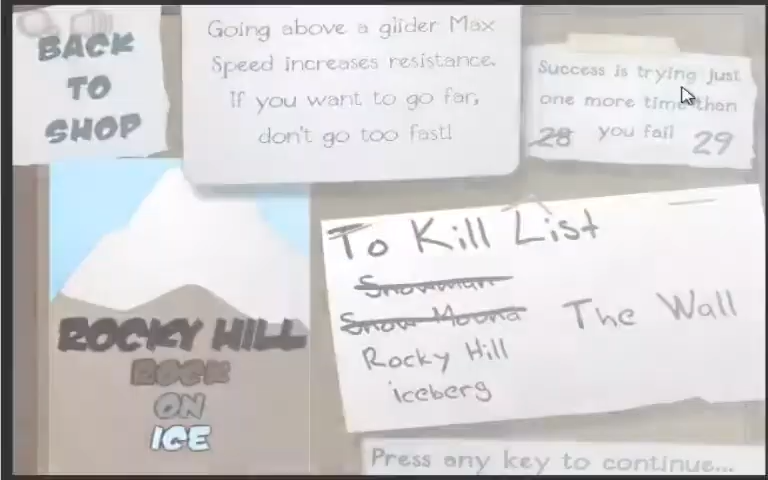 BACK
TO
SHOP
Going above a glider Max
Speed increases resistance.
If you want to go far,
don't go too fast!
Success is trying just
one more time than
you fail
28
29
To Kill List
Snowman
Snow Mound
Rocky Hill
iceberg
The Wall
ROCKY HILL
ROCK
ON
ICE
Press any key to continue...